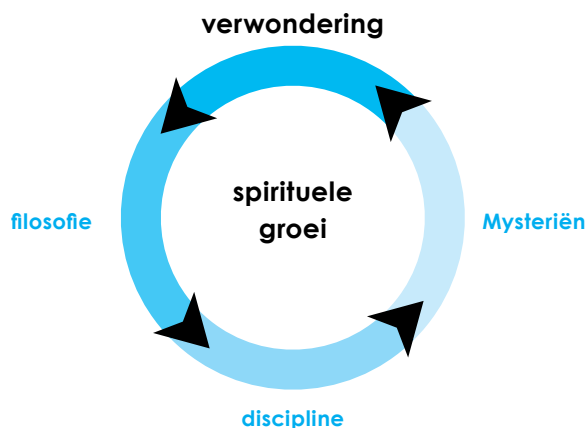 verwondering
filosofie
spirituele
groei
Mysteriën
discipline